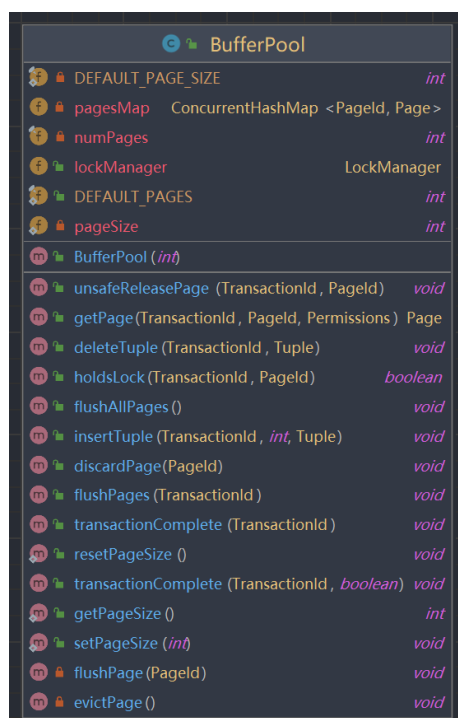 BufferPool
DEFAULT_PAGE_SIZE int
pagesMap ConcurrentHashMap <PageId, Page>
numPages int
lockManager LockManager
DEFAULT_PAGES int
pageSize int
BufferPool (int)
unsafeReleasePage (TransactionId, PageId) void
getPage(TransactionId, PageId, Permissions) Page
deleteTuple (TransactionId, Tuple) void
holdsLock(TransactionId, PageId) boolean
flushAllPages() void
insertTuple (TransactionId, int, Tuple) void
discardPage(PageId) void
flushPages (TransactionId) void
transactionComplete (TransactionId) void
resetPageSize () void
transactionComplete (TransactionId, boolean) void
getPageSize () int
setPageSize (int) void
flushPage(PageId) void
evictPage() void